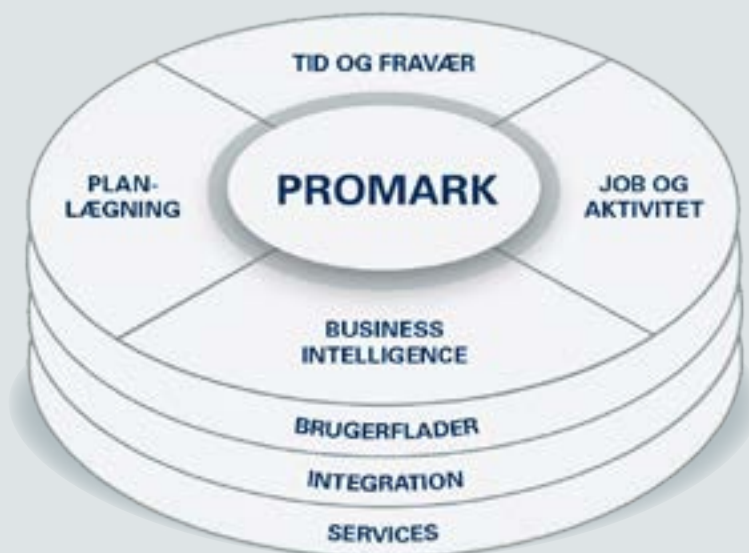 TID OG FRAVÆR
PLAN-
LÆGNING
PROMARK
JOB OG
AKTIVITET
BUSINESS
INTELLIGENCE
BRUGERFLADER
INTEGRATION
SERVICES